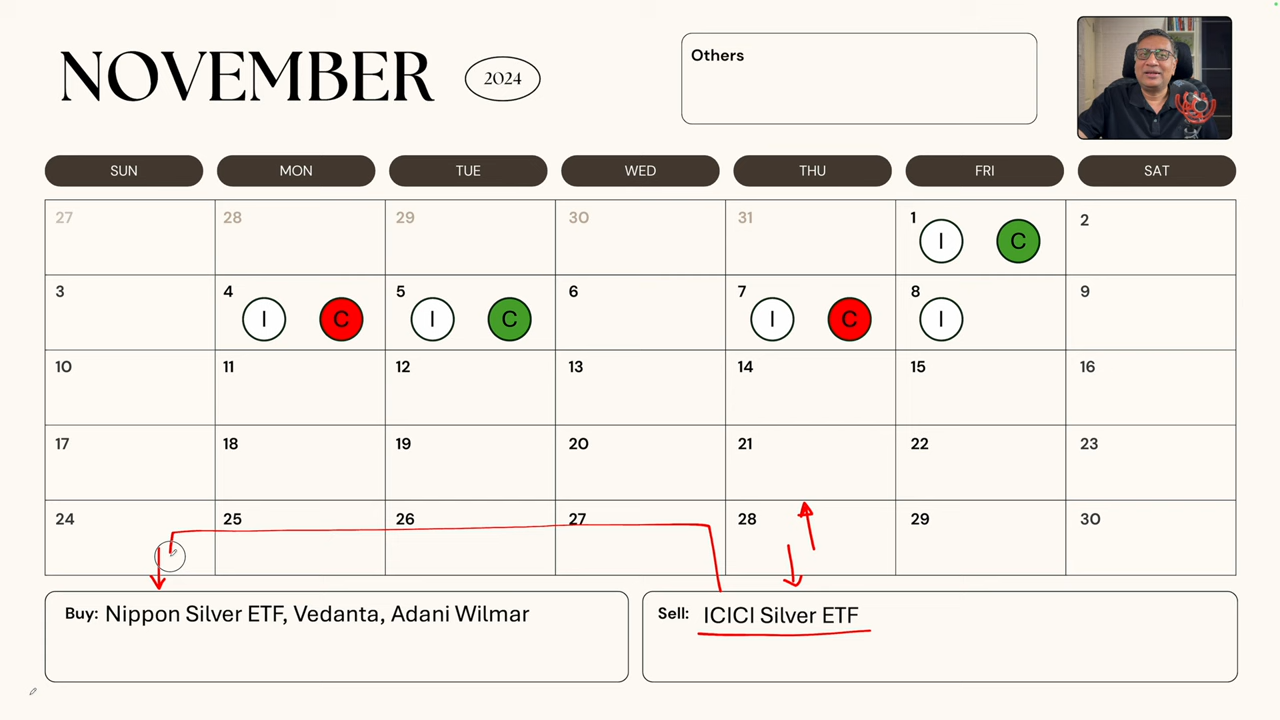 NOVEMBER 2024
Others
SUN MON TUE WED THU FRI SAT
27 28 29 30 31 1 I C 2
3 4 I C 5 I C 6 7 I C 8 I 9
10 11 12 13 14 15 16
17 18 19 20 21 22 23
24 25 26 27 28 29 30
Buy: Nippon Silver ETF, Vedanta, Adani Wilmar
Sell: ICICI Silver ETF